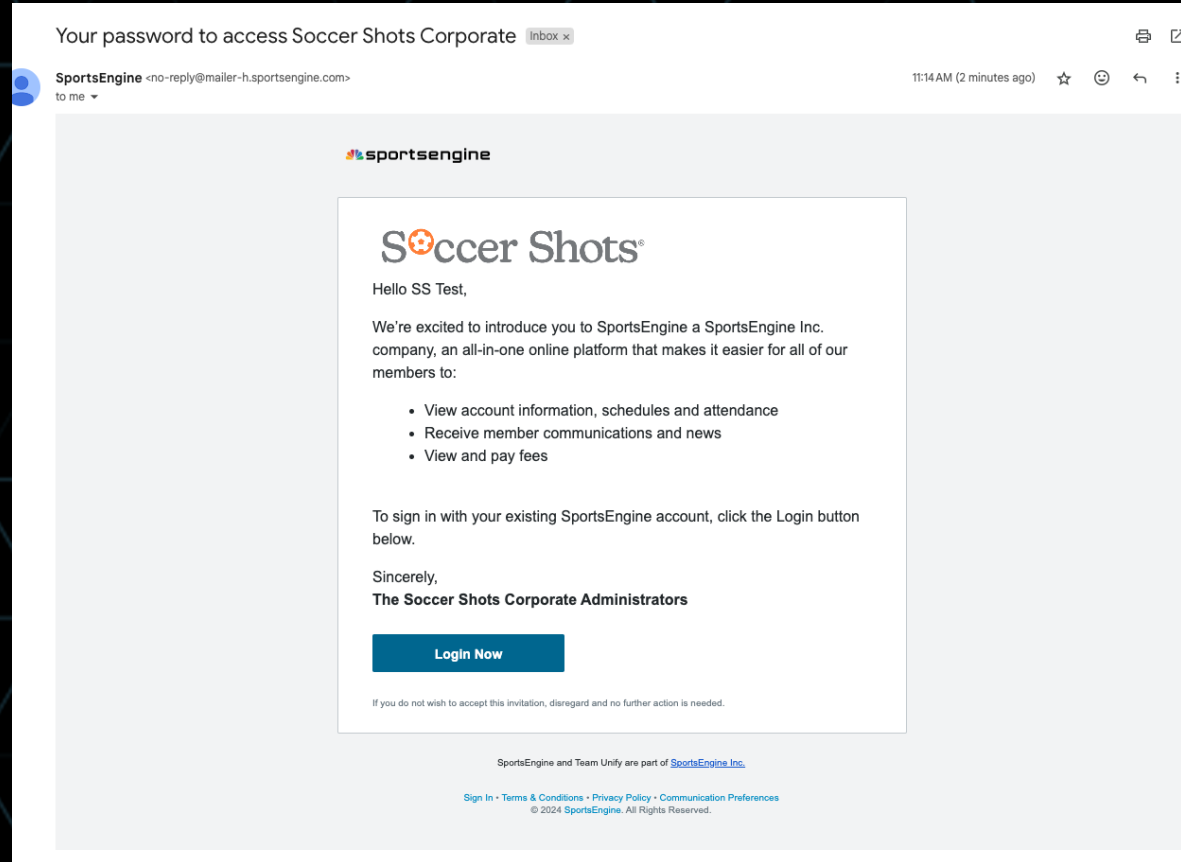 Your password to access Soccer Shots Corporate Inbox ×
SportsEngine <no-reply@mailer-h.sportsengine.com>
11:14 AM (2 minutes ago)
to me
sportsengine
Soccer Shots®
Hello SS Test,
We're excited to introduce you to SportsEngine a SportsEngine Inc.
company, an all-in-one online platform that makes it easier for all of our
members to:
• View account information, schedules and attendance
• Receive member communications and news
• View and pay fees
To sign in with your existing SportsEngine account, click the Login button
below.
Sincerely,
The Soccer Shots Corporate Administrators
Login Now
If you do not wish to accept this invitation, disregard and no further action is needed.
SportsEngine and Team Unify are part of SportsEngine Inc.
Sign In • Terms & Conditions • Privacy Policy • Communication Preferences
© 2024 SportsEngine. All Rights Reserved.